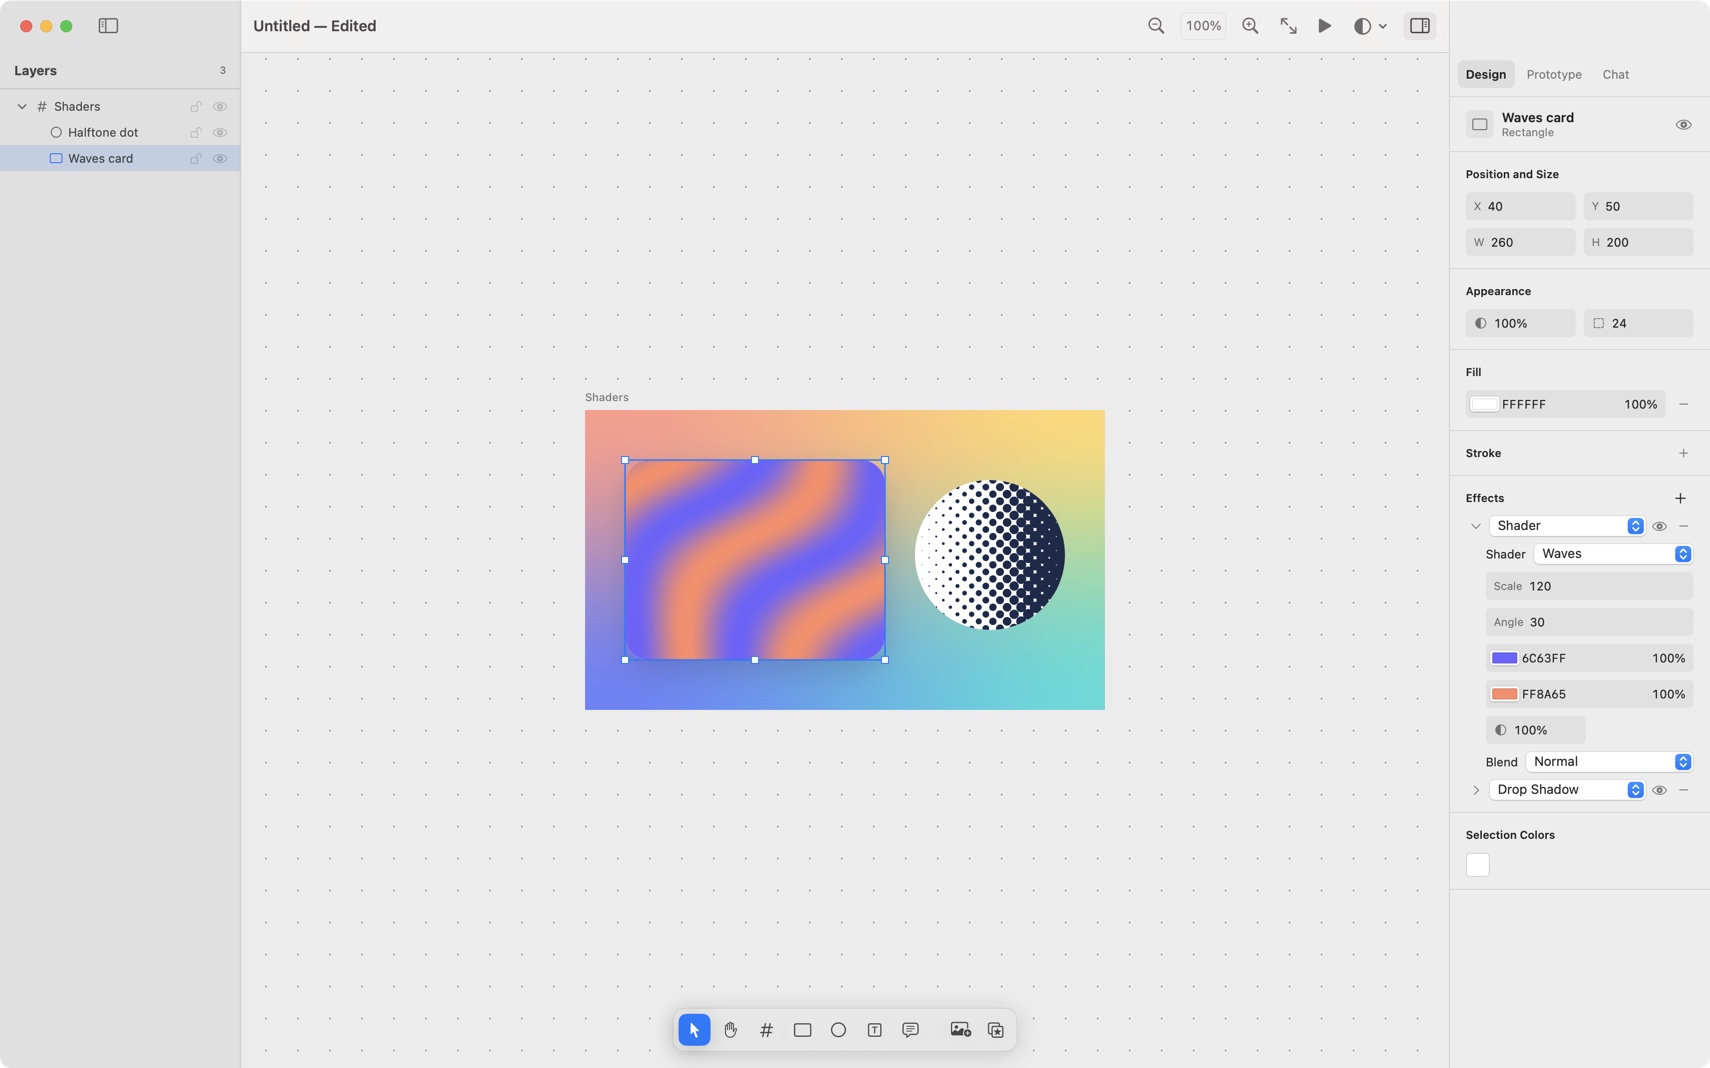 Untitled — Edited
100%
Layers
3
Shaders
Halftone dot
Waves card
Shaders
Design
Prototype
Chat
Waves card
Rectangle
Position and Size
X 40
Y 50
W 260
H 200
Appearance
100%
24
Fill
FFFFFF 100%
Stroke
Effects
Shader
Shader Waves
Scale 120
Angle 30
6C63FF 100%
FF8A65 100%
100%
Blend Normal
Drop Shadow
Selection Colors